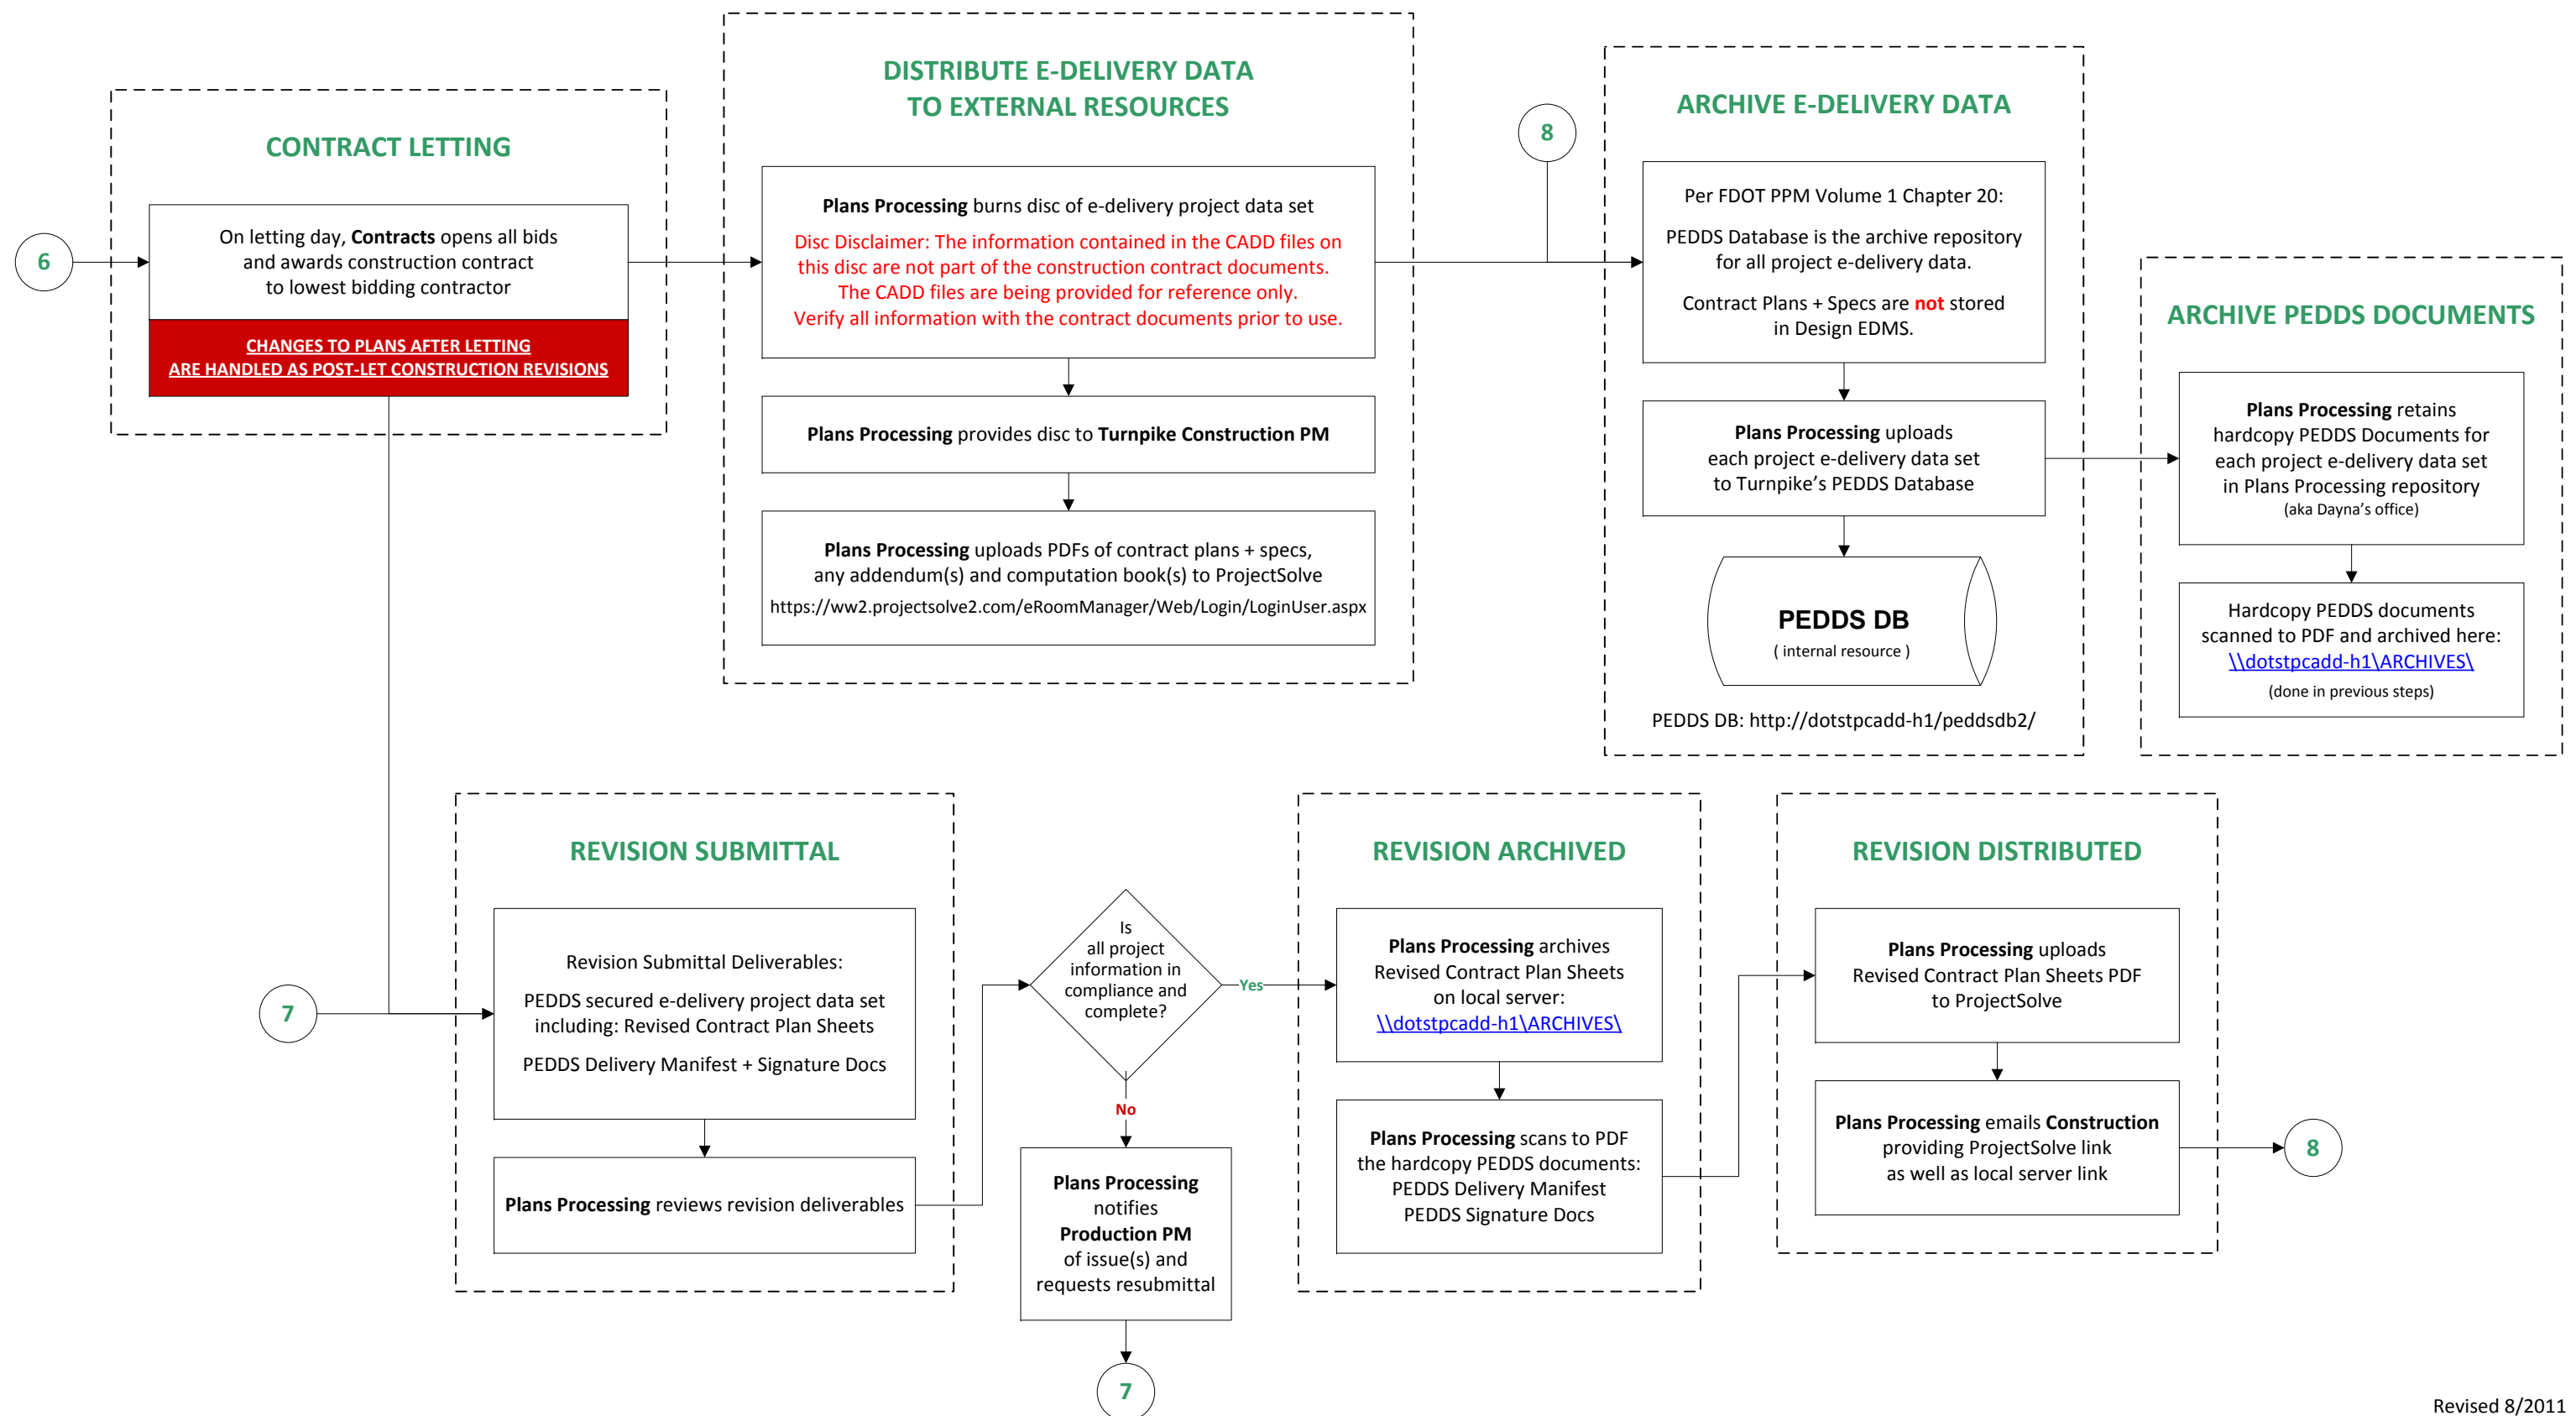 CONTRACT LETTING
6
On letting day, Contracts opens all bids
and awards construction contract
to lowest bidding contractor
CHANGES TO PLANS AFTER LETTING
ARE HANDLED AS POST-LET CONSTRUCTION REVISIONS
DISTRIBUTE E-DELIVERY DATA
TO EXTERNAL RESOURCES
Plans Processing burns disc of e-delivery project data set
Disc Disclaimer: The information contained in the CADD files on
this disc are not part of the construction contract documents.
The CADD files are being provided for reference only.
Verify all information with the contract documents prior to use.
Plans Processing provides disc to Turnpike Construction PM
Plans Processing uploads PDFs of contract plans + specs,
any addendum(s) and computation book(s) to ProjectSolve
https://ww2.projectsolve2.com/eRoomManager/Web/Login/LoginUser.aspx
8
ARCHIVE E-DELIVERY DATA
Per FDOT PPM Volume 1 Chapter 20:
PEDDS Database is the archive repository
for all project e-delivery data.
Contract Plans + Specs are not stored
in Design EDMS.
Plans Processing uploads
each project e-delivery data set
to Turnpike’s PEDDS Database
PEDDS DB
( internal resource )
PEDDS DB: http://dotstpcadd-h1/peddsdb2/
ARCHIVE PEDDS DOCUMENTS
Plans Processing retains
hardcopy PEDDS Documents for
each project e-delivery data set
in Plans Processing repository
(aka Dayna’s office)
Hardcopy PEDDS documents
scanned to PDF and archived here:
\\dotstpcadd-h1\ARCHIVES\
(done in previous steps)
REVISION SUBMITTAL
7
Revision Submittal Deliverables:
PEDDS secured e-delivery project data set
including: Revised Contract Plan Sheets
PEDDS Delivery Manifest + Signature Docs
Plans Processing reviews revision deliverables
Is
all project
information in
compliance and
complete?
Yes
No
Plans Processing
notifies
Production PM
of issue(s) and
requests resubmittal
7
REVISION ARCHIVED
Plans Processing archives
Revised Contract Plan Sheets
on local server:
\\dotstpcadd-h1\ARCHIVES\
Plans Processing scans to PDF
the hardcopy PEDDS documents:
PEDDS Delivery Manifest
PEDDS Signature Docs
REVISION DISTRIBUTED
Plans Processing uploads
Revised Contract Plan Sheets PDF
to ProjectSolve
Plans Processing emails Construction
providing ProjectSolve link
as well as local server link
8
Revised 8/2011